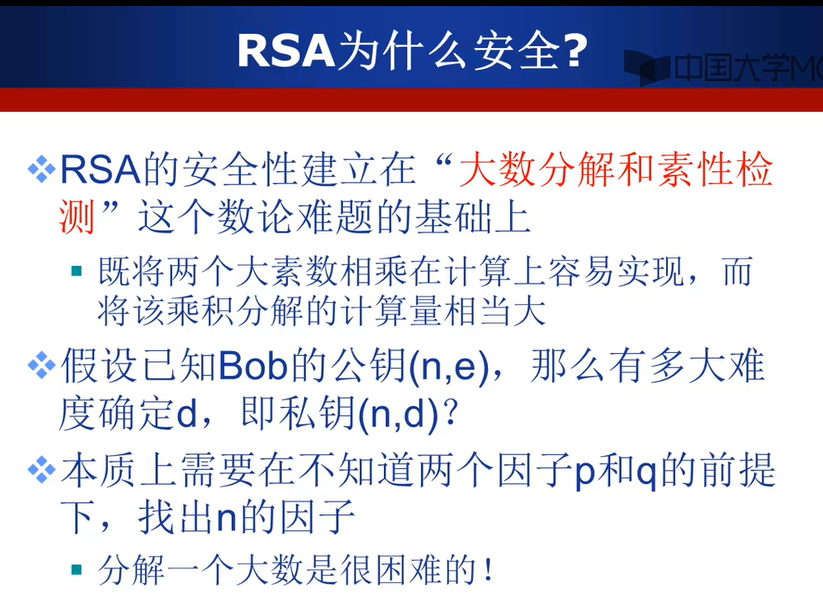 RSA为什么安全?
中国大学MO
RSA的安全性建立在“大数分解和素性检
测”这个数论难题的基础上
既将两个大素数相乘在计算上容易实现，而
将该乘积分解的计算量相当大
假设已知Bob的公钥(n,e)，那么有多大难
度确定d，即私钥(n,d)?
本质上需要在不知道两个因子p和q的前提
下，找出n的因子
分解一个大数是很困难的！